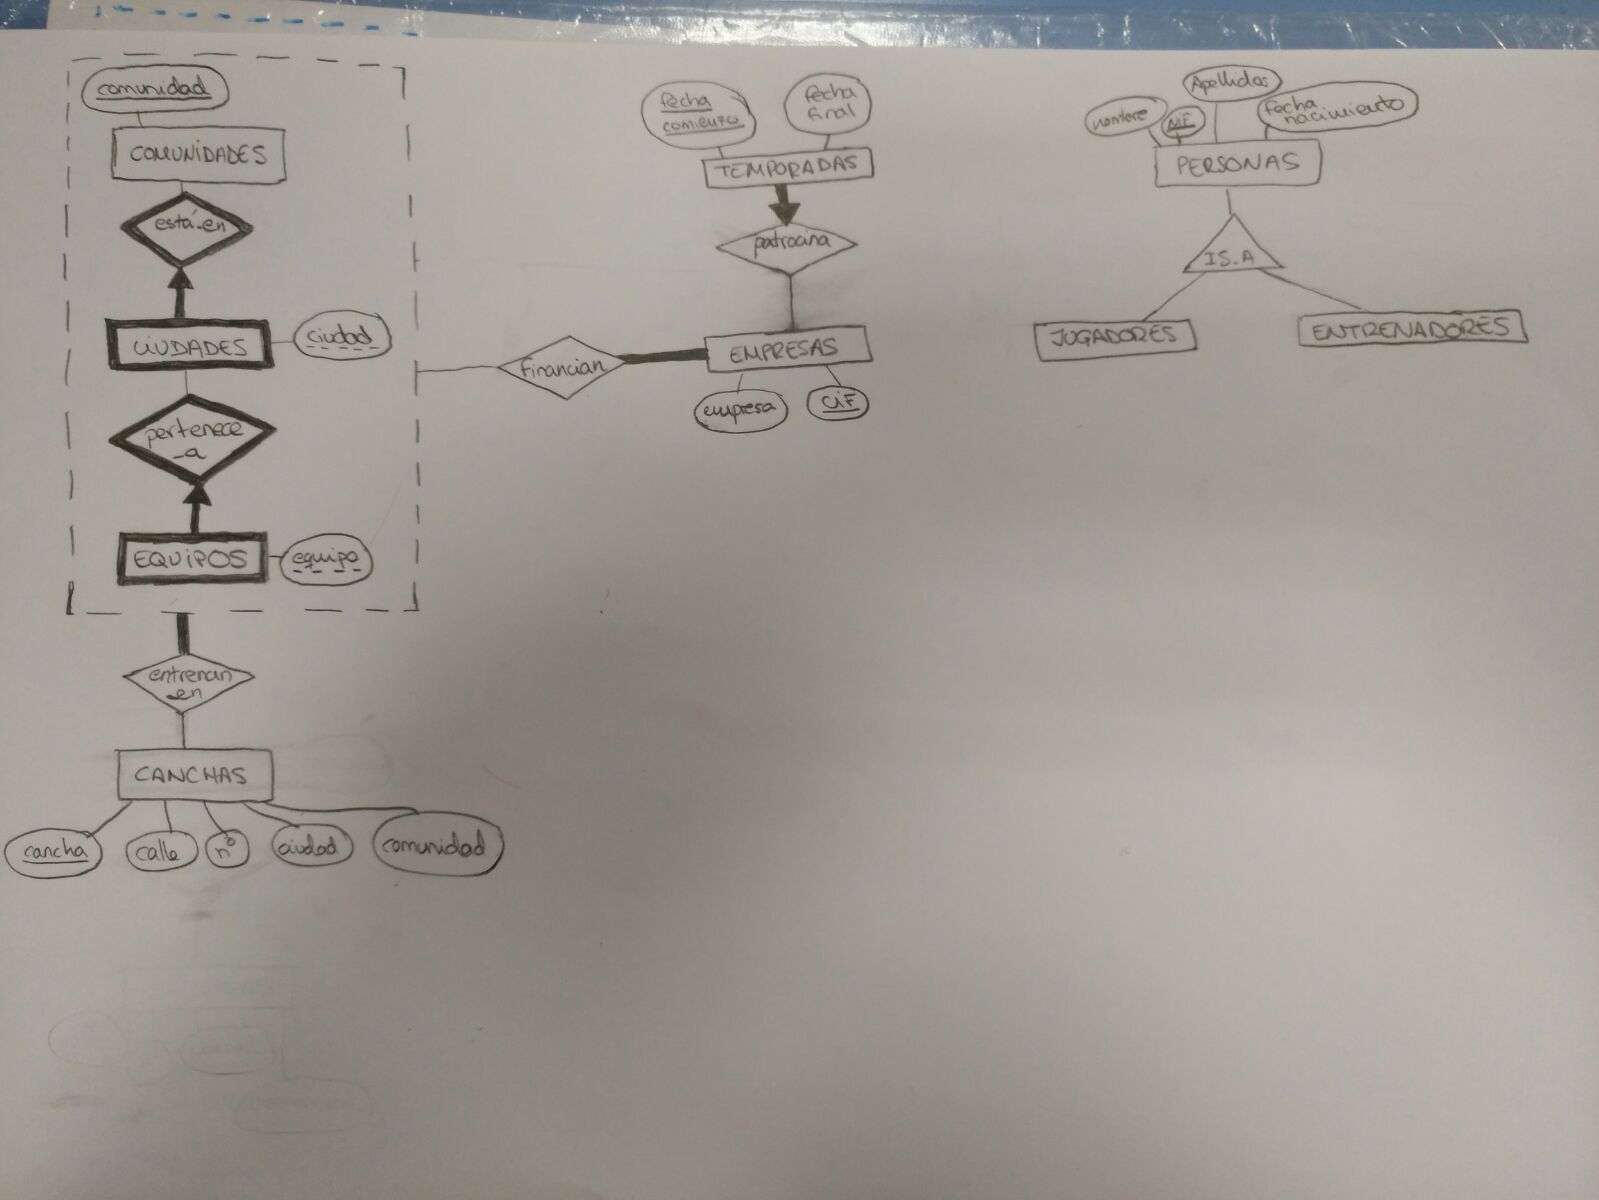 comunidad
COMUNIDADES
está_en
CIUDADES
ciudad
pertenece
_a
EQUIPOS
equipo
entrenan
_en
CANCHAS
cancha
calle
nº
ciudad
comunidad
financian
fecha
comienzo
fecha
final
TEMPORADAS
patrocina
EMPRESAS
empresa
CiF
nombre
NiF
Apellidos
fecha
nacimiento
PERSONAS
IS_A
JUGADORES
ENTRENADORES